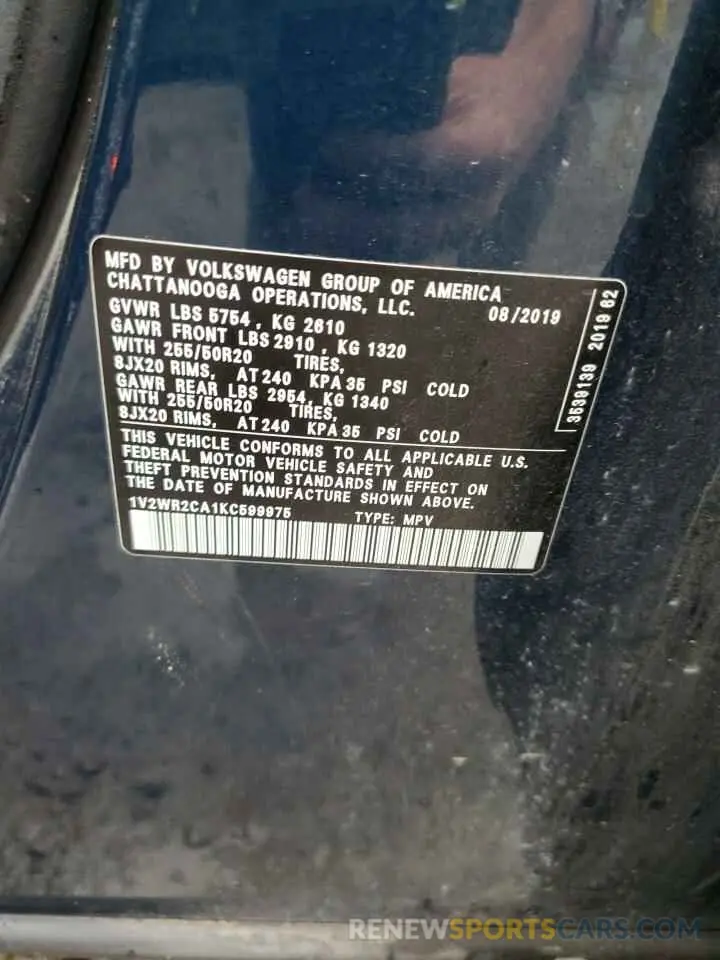 MFD BY VOLKSWAGEN GROUP OF AMERICA
CHATTANOOGA OPERATIONS, LLC.
08/2019
GVWR LBS 5754 , KG 2610
GAWR FRONT LBS 2910 , KG 1320
WITH 255/50R20 TIRES,
8JX20 RIMS, AT 240 KPA 35 PSI COLD
GAWR REAR LBS 2954, KG 1340
WITH 255/50R20 TIRES,
8JX20 RIMS, AT 240 KPA 35 PSI COLD
THIS VEHICLE CONFORMS TO ALL APPLICABLE U.S.
FEDERAL MOTOR VEHICLE SAFETY AND
THEFT PREVENTION STANDARDS IN EFFECT ON
THE DATE OF MANUFACTURE SHOWN ABOVE.
1V2WR2CA1KC599975 TYPE: MPV
3539139 2019 62
RENEWSPORTSCARS.COM